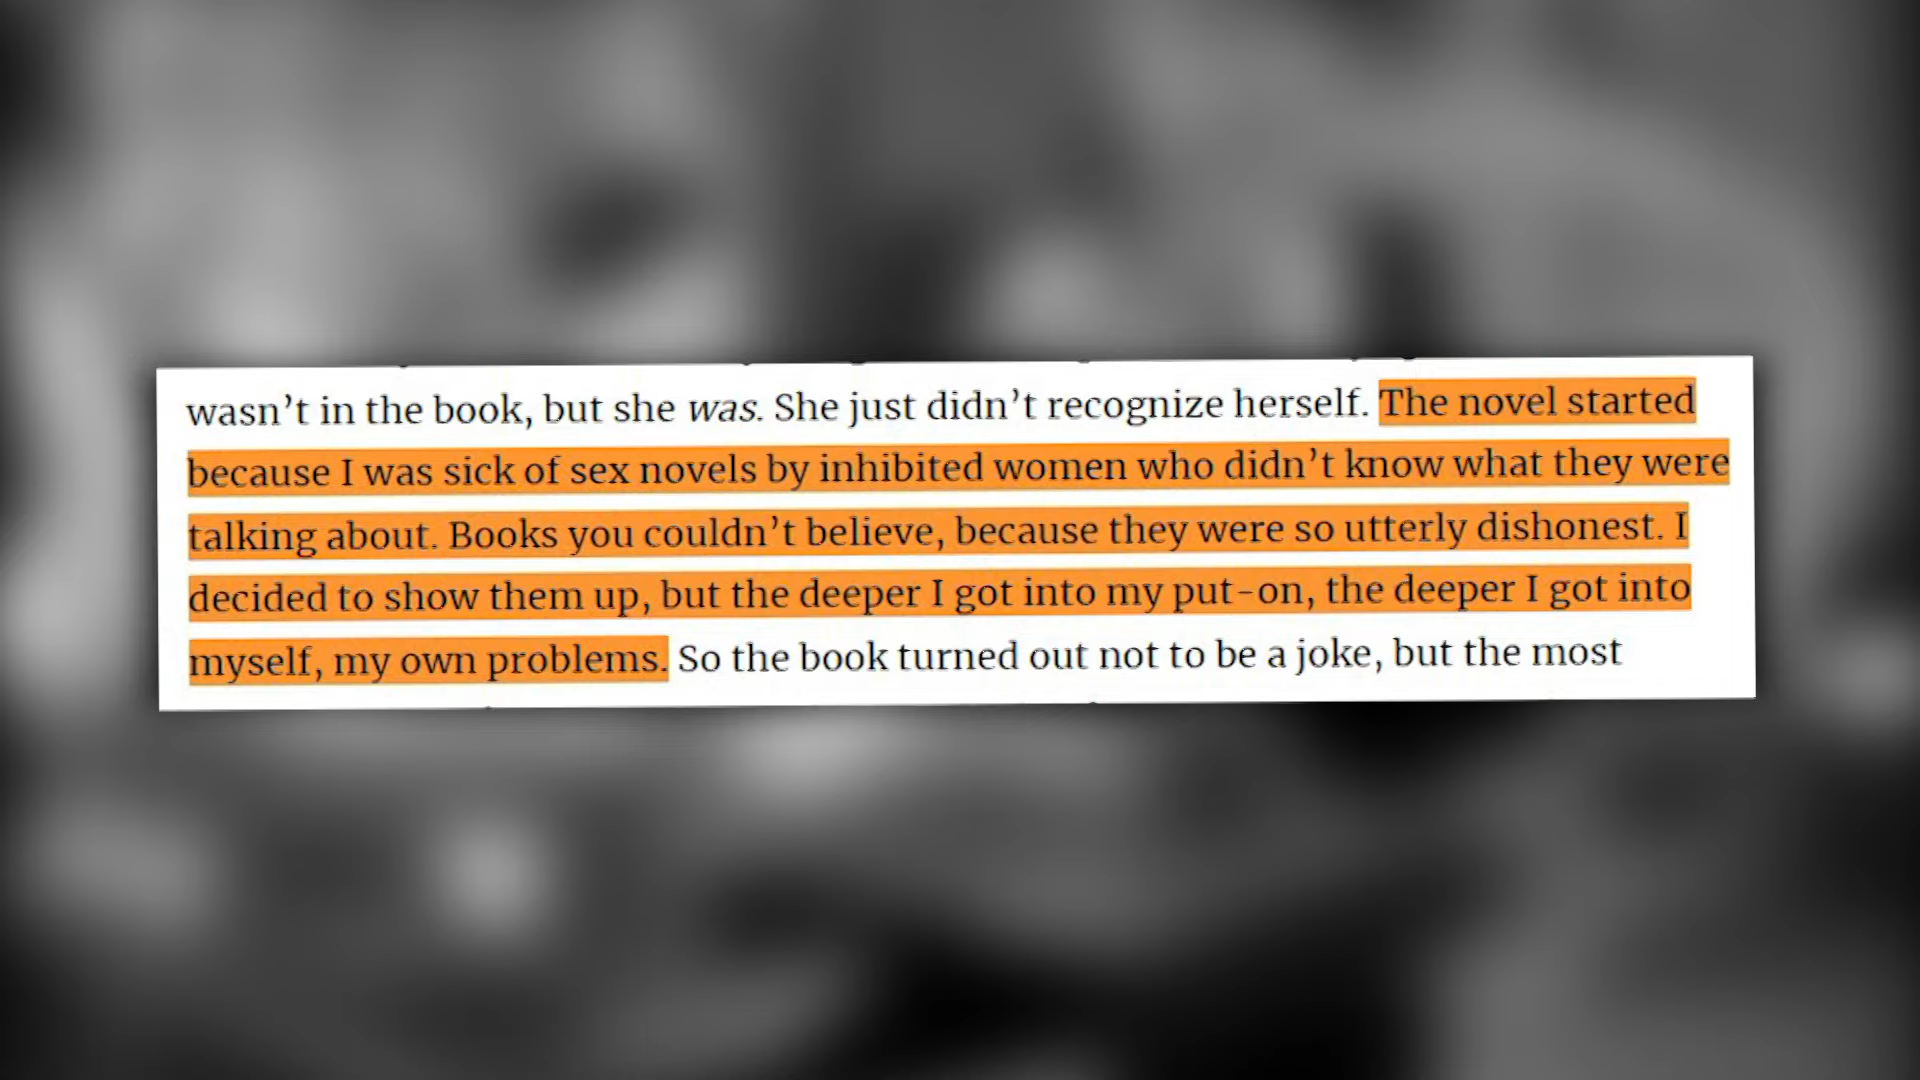 wasn’t in the book, but she was. She just didn’t recognize herself. The novel started
because I was sick of sex novels by inhibited women who didn’t know what they were
talking about. Books you couldn’t believe, because they were so utterly dishonest. I
decided to show them up, but the deeper I got into my put-on, the deeper I got into
myself, my own problems. So the book turned out not to be a joke, but the most